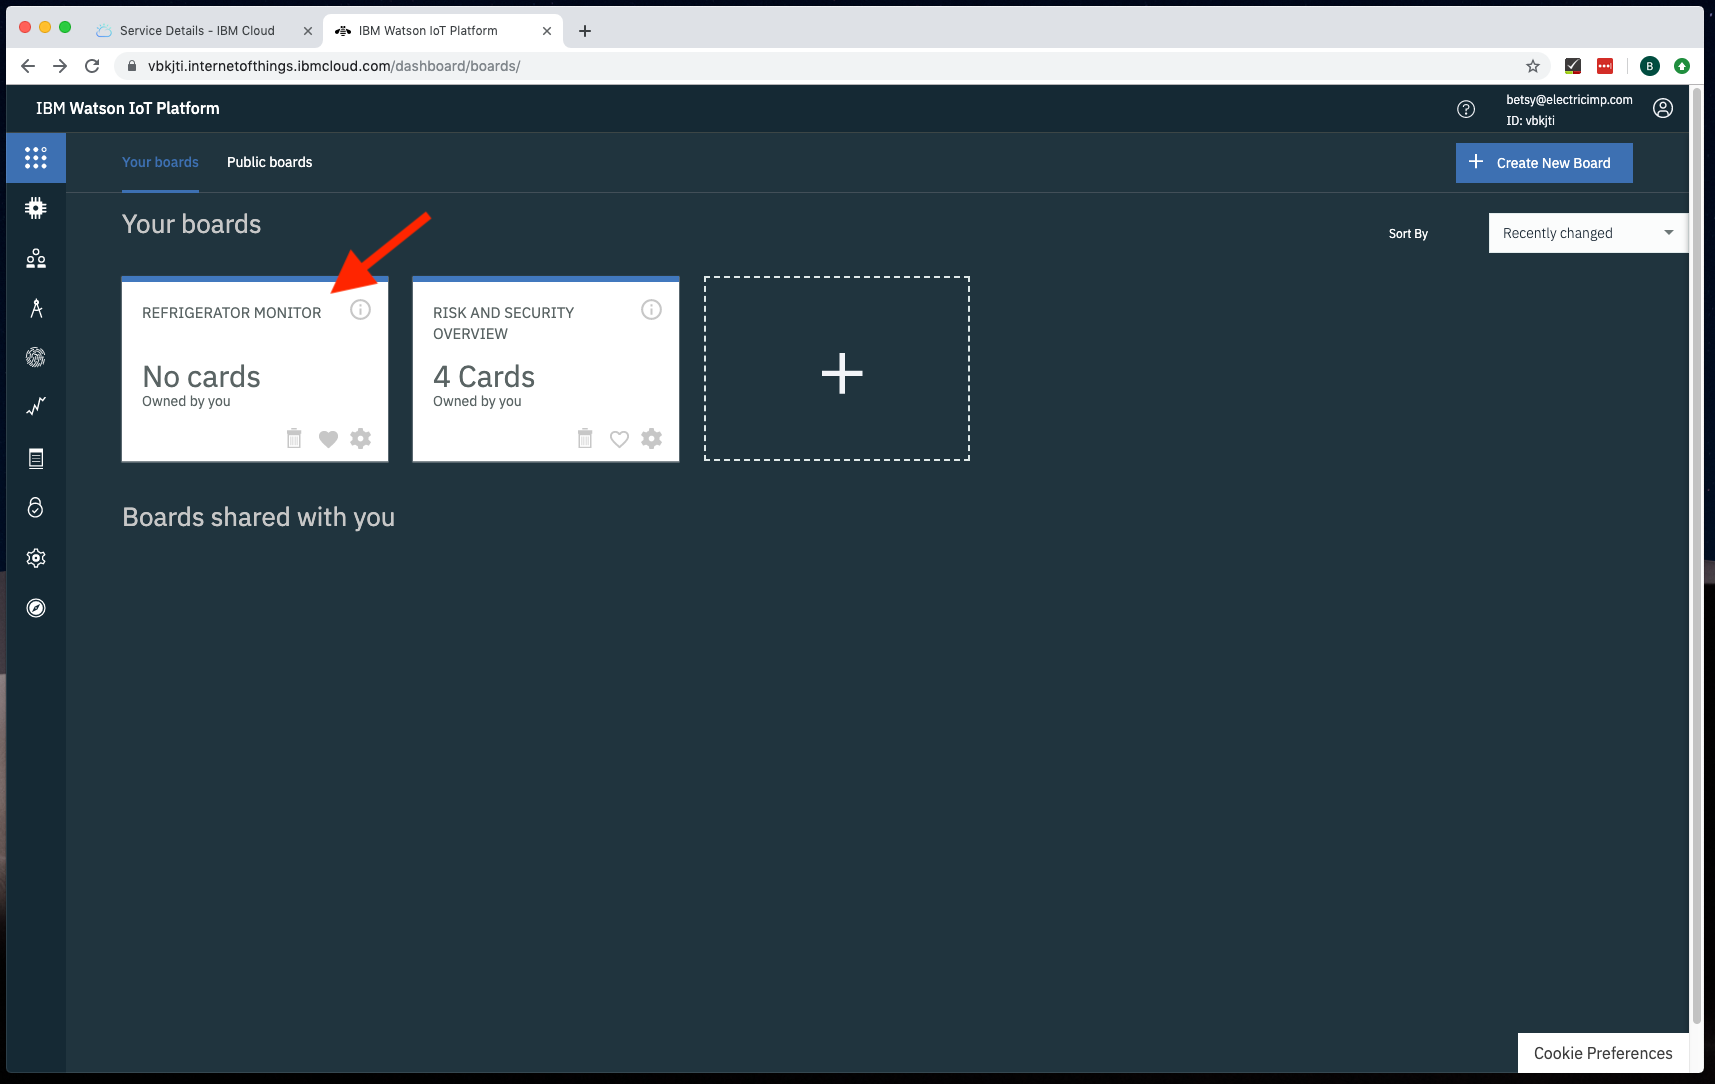 Service Details - IBM Cloud
IBM Watson IoT Platform
vbkjti.internetofthings.ibmcloud.com/dashboard/boards/
B
IBM Watson IoT Platform
betsy@electricimp.com
ID: vbkjti
Your boards
Public boards
Create New Board
Your boards
Sort By
Recently changed
REFRIGERATOR MONITOR
No cards
Owned by you
RISK AND SECURITY
OVERVIEW
4 Cards
Owned by you
Boards shared with you
Cookie Preferences